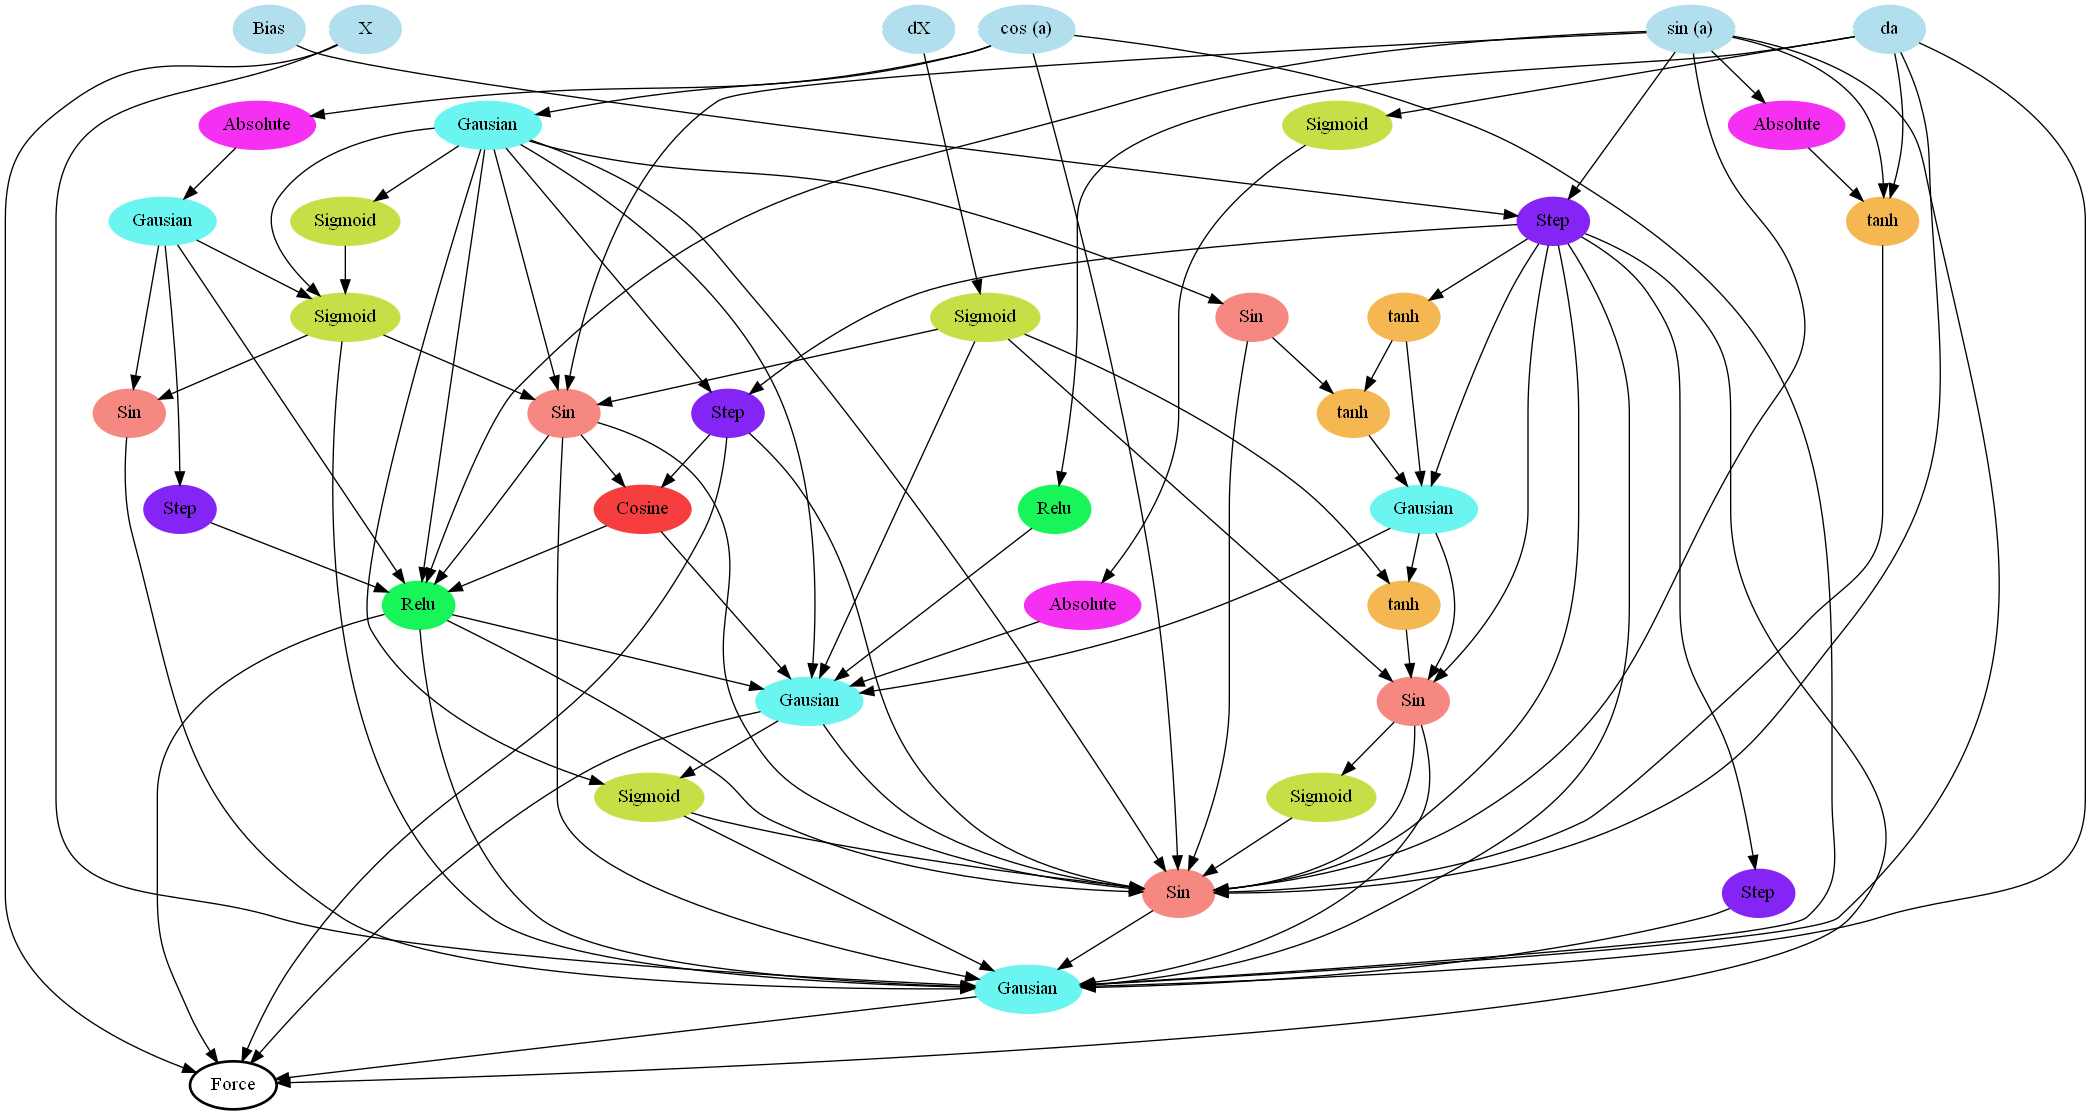 Bias
X
dX
cos (a)
sin (a)
da
Absolute
Gausian
Sigmoid
Absolute
Gausian
Sigmoid
Step
tanh
Sigmoid
Sigmoid
Sin
tanh
Sin
Sin
Step
tanh
Step
Cosine
Relu
Gausian
Relu
Absolute
tanh
Gausian
Sin
Sigmoid
Sigmoid
Sin
Step
Gausian
Force